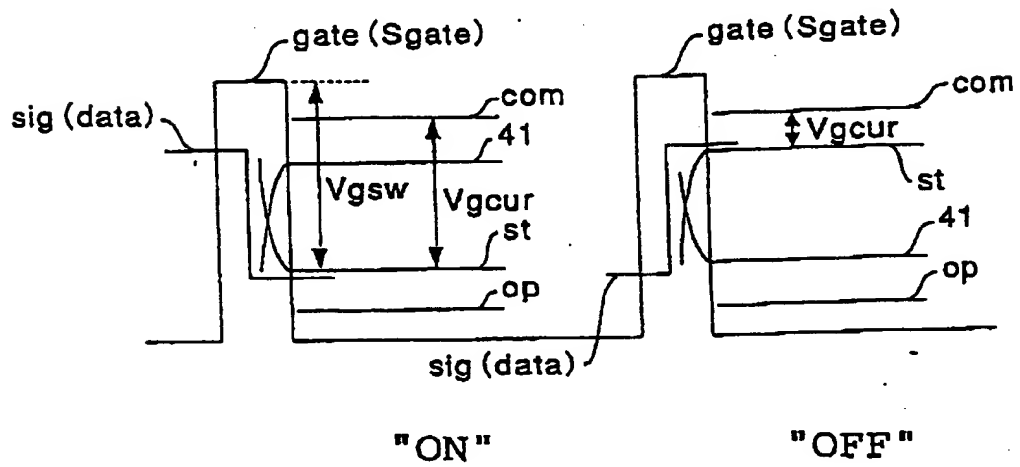 gate (Sgate)
sig (data)
com
41
Vgsw
Vgcur
st
op
"ON"
gate (Sgate)
com
Vgcur
st
41
op
sig (data)
"OFF"